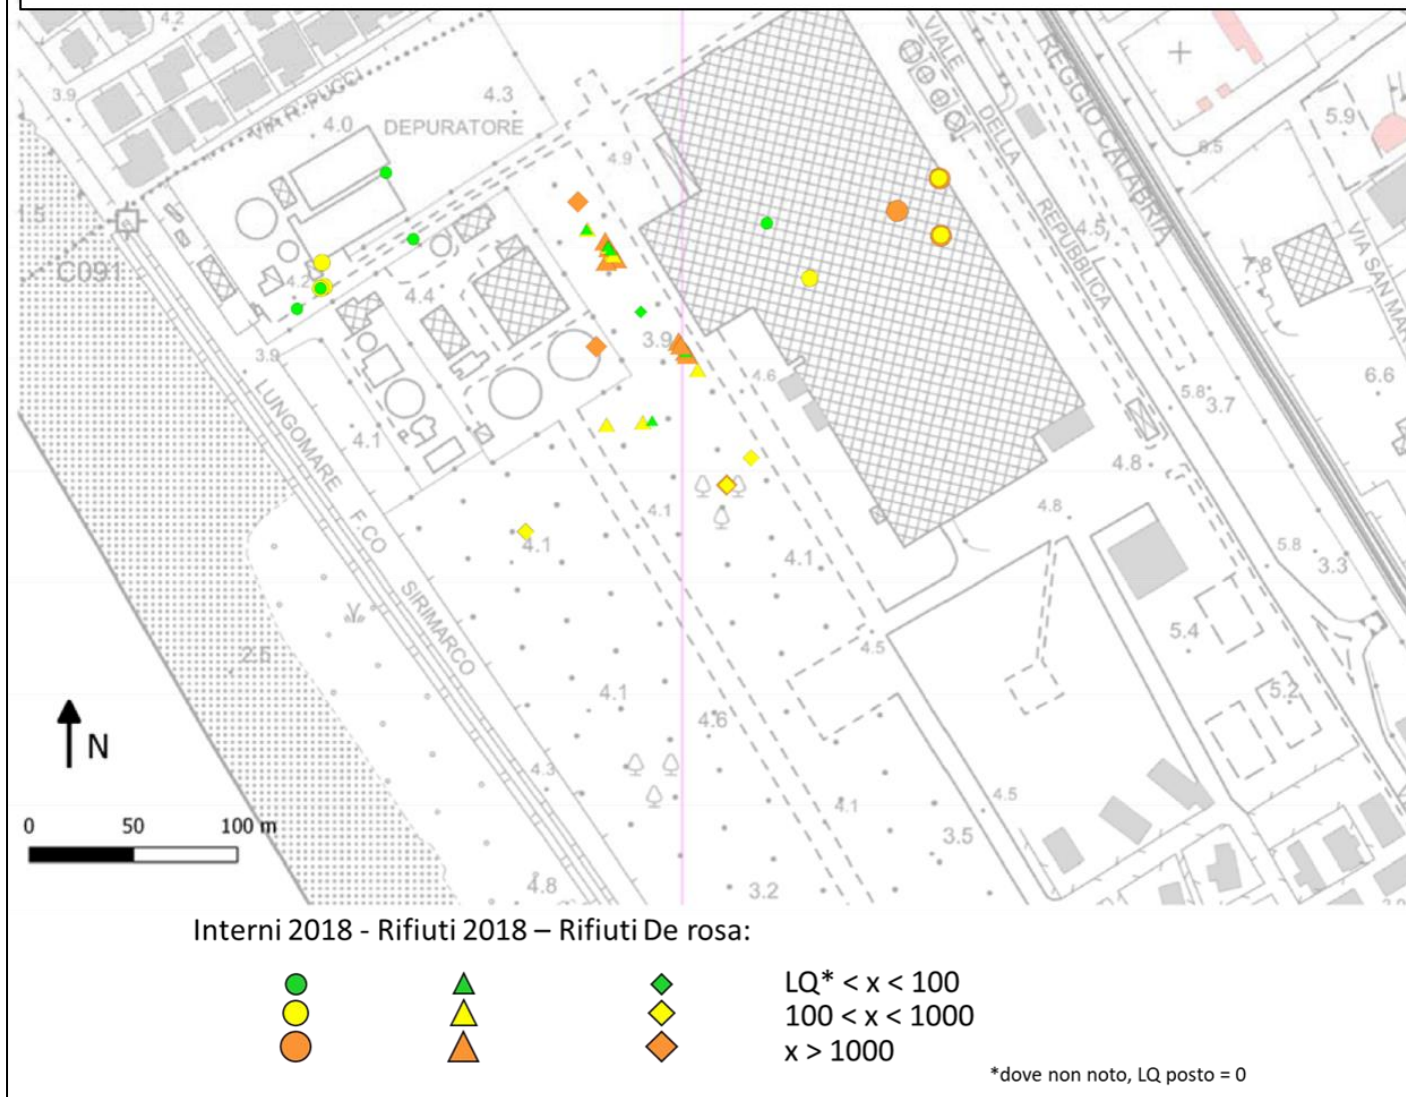 4.2
3.9
VIA R. PUGCI
4.0
DEPURATORE
4.3
4.9
VIALE
DELLA
REPUBBLICA
REGGIO CALABRIA
6.5
5.9
4.5
7.8
VIA SAN MAR
1.5
C091
4.2
4.4
3.9
3.9
4.6
6.6
5.8
3.7
4.1
4.8
LUNGOMARE
F.CO
SIRIMARCO
4.1
4.1
4.1
4.8
5.8
3.3
4.5
5.4
2.5
4.1
4.6
5.2
4.3
4.1
4.5
3.5
4.8
3.2
N
0 50 100 m
Interni 2018 - Rifiuti 2018 – Rifiuti De rosa:
LQ* < x < 100
100 < x < 1000
x > 1000
*dove non noto, LQ posto = 0